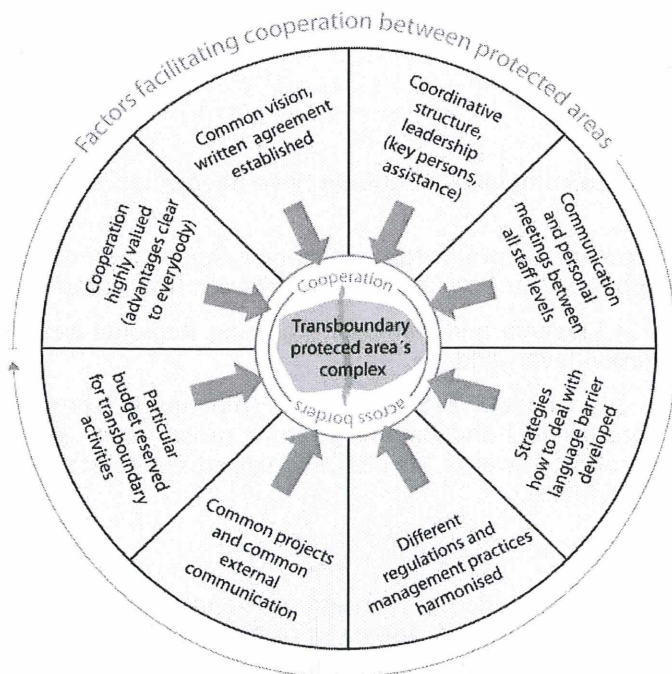 Factors facilitating cooperation between protected areas
Common vision,
written agreement
established
Coordinative
structure,
leadership
(key persons,
assistance)
Communication
and personal
meetings between
all staff levels
Strategies
how to deal with
language barrier
developed
Different
regulations and
management practices
harmonised
Common projects
and common
external
communication
Particular
budget reserved
for transboundary
activities
Cooperation
highly valued
(advantages clear
to everybody)
Cooperation
Transboundary
proteced area´s
complex
across borders